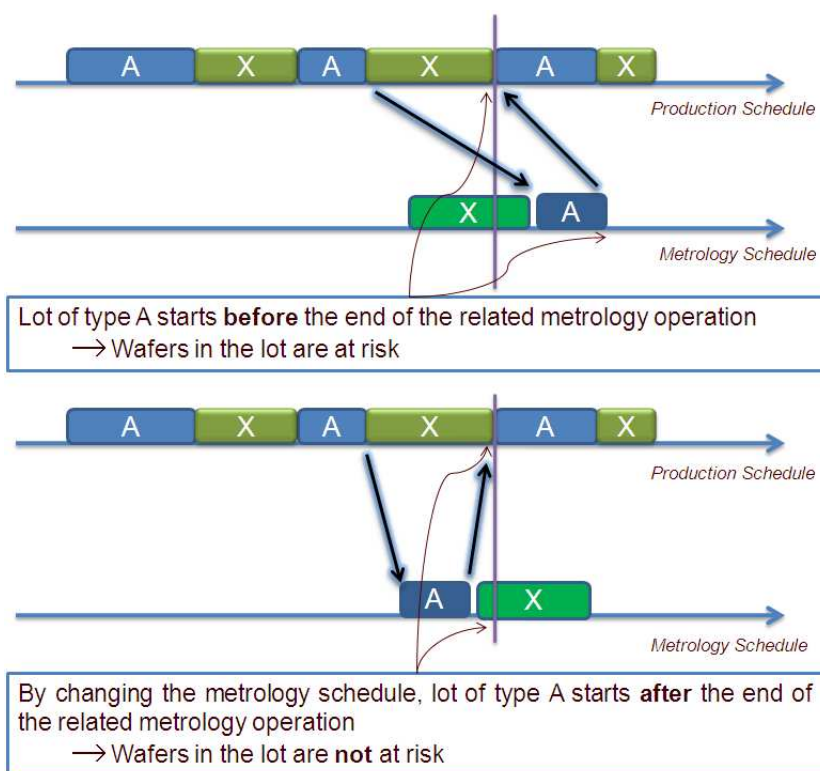 A X A X A X
Production Schedule
X A
Metrology Schedule
Lot of type A starts before the end of the related metrology operation
→ Wafers in the lot are at risk
A X A X A X
Production Schedule
A X
Metrology Schedule
By changing the metrology schedule, lot of type A starts after the end of
the related metrology operation
→ Wafers in the lot are not at risk